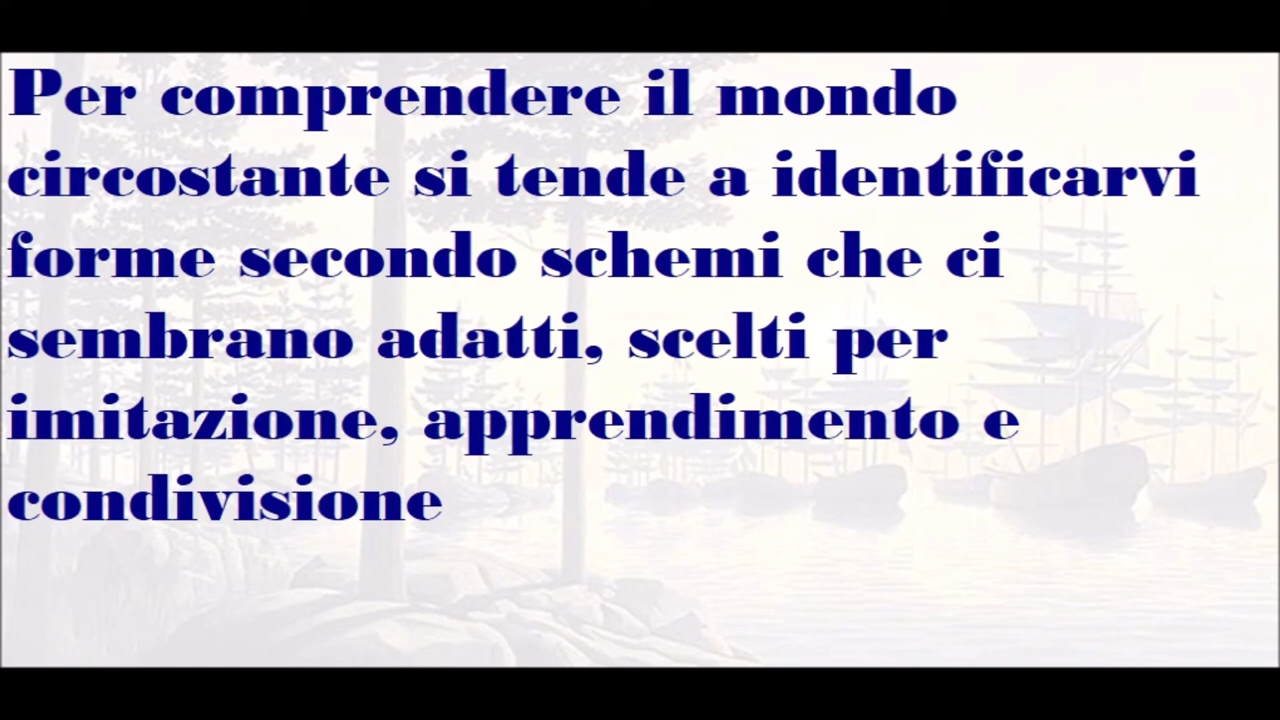 Per comprendere il mondo
circostante si tende a identificarvi
forme secondo schemi che ci
sembrano adatti, scelti per
imitazione, apprendimento e
condivisione